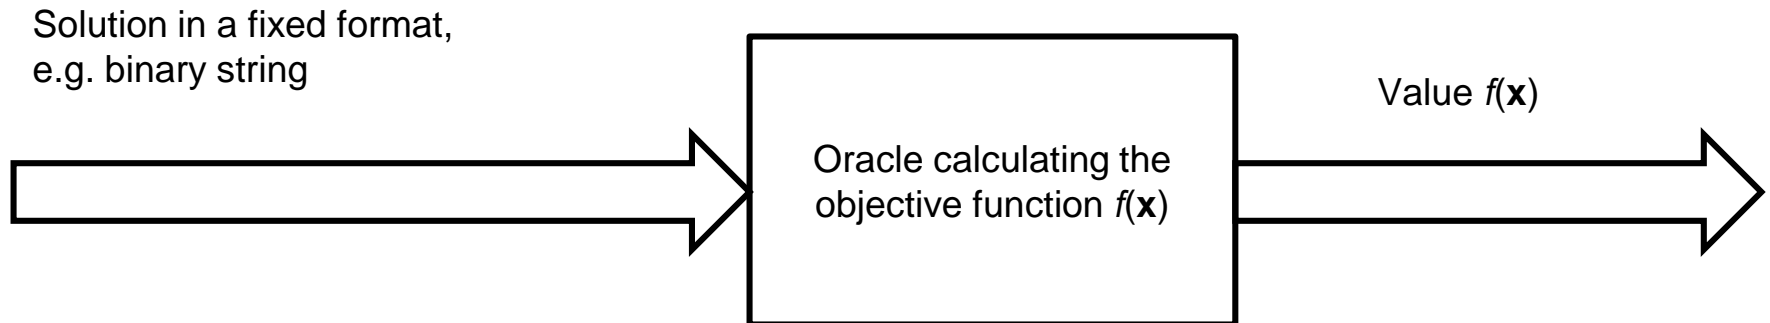 Solution in a fixed format,
e.g. binary string
Value f(x)
Oracle calculating the
objective function f(x)